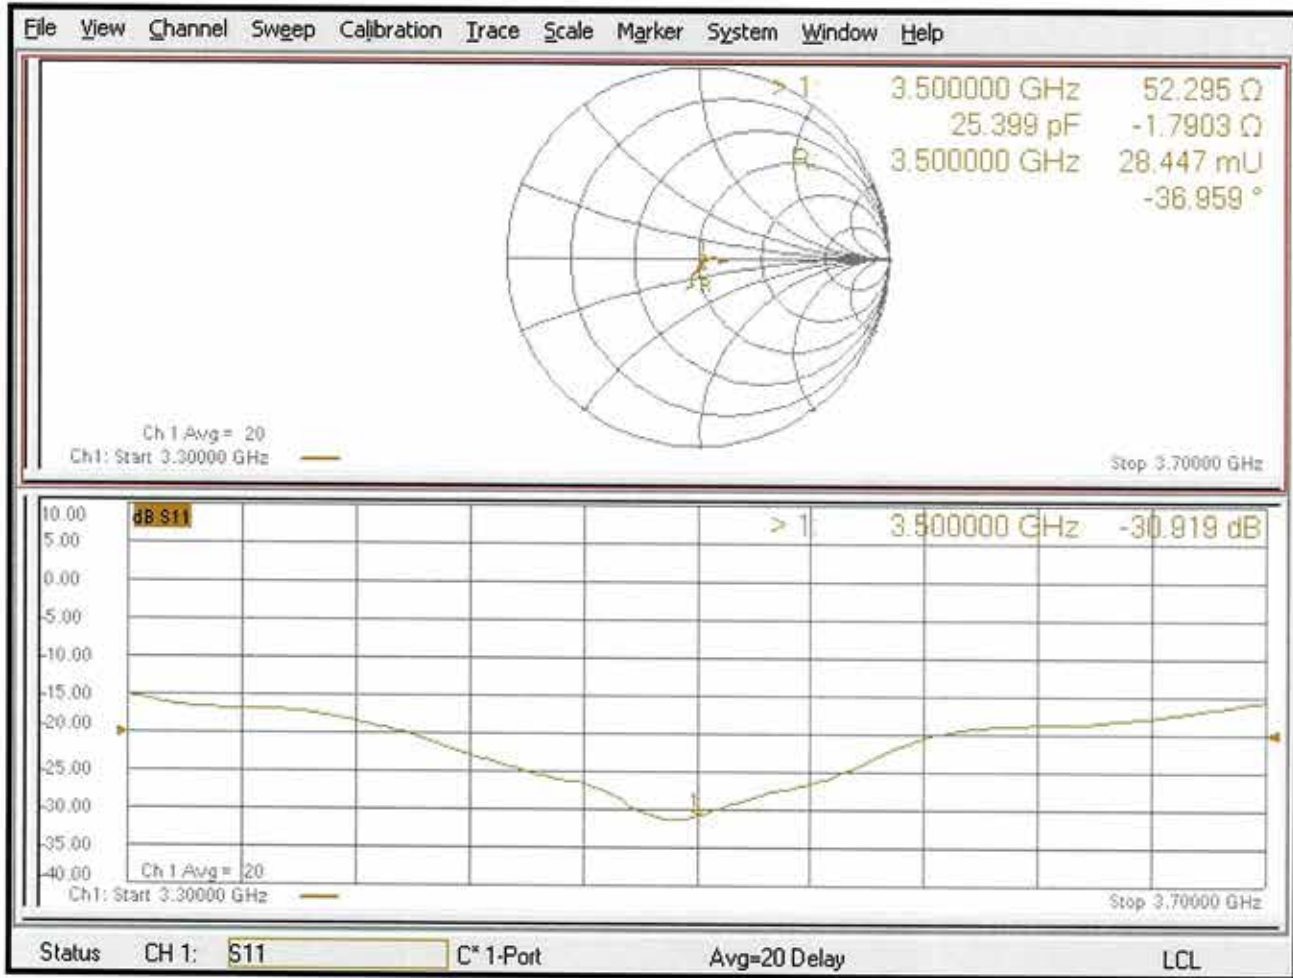 File View Channel Sweep Calibration Trace Scale Marker System Window Help
> 1: 3.500000 GHz 52.295 Ω
25.399 pF -1.7903 Ω
R: 3.500000 GHz 28.447 mU
-36.959 °
R
Ch 1 Avg = 20
Ch1: Start 3.30000 GHz
Stop 3.70000 GHz
10.00
dB S11
> 1: 3.500000 GHz -30.919 dB
5.00
0.00
-5.00
-10.00
-15.00
-20.00
-25.00
-30.00
1
-35.00
-40.00
Ch 1 Avg = 20
Ch1: Start 3.30000 GHz
Stop 3.70000 GHz
Status CH 1: S11 C* 1-Port Avg=20 Delay LCL